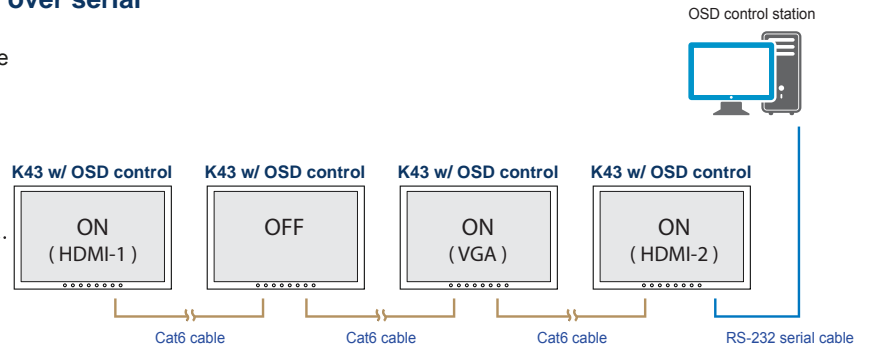 over serial
e
OSD control station
K43 w/ OSD control K43 w/ OSD control K43 w/ OSD control K43 w/ OSD control
ON OFF ON ON
( HDMI-1 ) ( VGA ) ( HDMI-2 )
.
Cat6 cable Cat6 cable Cat6 cable RS-232 serial cable